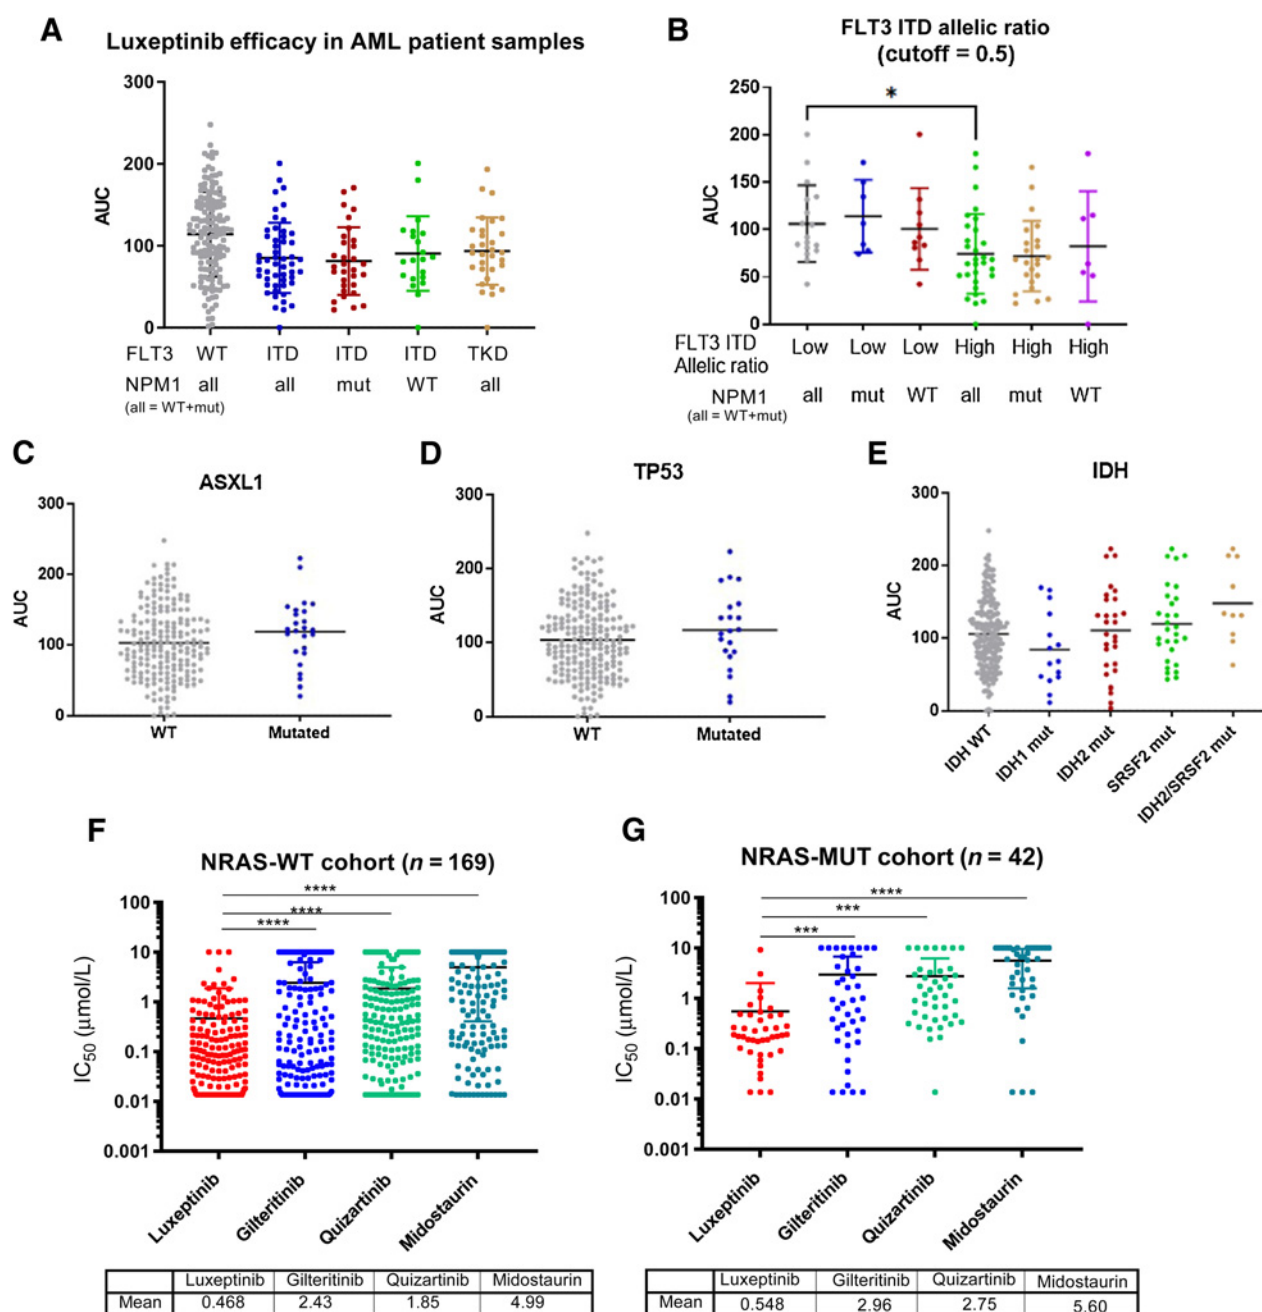 A
Luxeptinib efficacy in AML patient samples
300
200
100
0
AUC
FLT3 WT ITD ITD ITD TKD
NPM1 all all mut WT all
(all = WT+mut)
B
FLT3 ITD allelic ratio
(cutoff = 0.5)
250
200
150
100
50
0
AUC
*
FLT3 ITD
Allelic ratio
Low Low Low High High High
NPM1 all mut WT all mut WT
(all = WT+mut)
C
ASXL1
300
200
100
0
AUC
WT Mutated
D
TP53
300
200
100
0
AUC
WT Mutated
E
IDH
300
200
100
0
AUC
IDH WT
IDH1 mut
IDH2 mut
SRSF2 mut
IDH2/SRSF2 mut
F
NRAS-WT cohort (n = 169)
****
****
****
100
10
1
0.1
0.01
0.001
IC50 (µmol/L)
Luxeptinib
Gilteritinib
Quizartinib
Midostaurin
Luxeptinib Gilteritinib Quizartinib Midostaurin
Mean 0.468 2.43 1.85 4.99
G
NRAS-MUT cohort (n = 42)
****
***
***
100
10
1
0.1
0.01
0.001
IC50 (µmol/L)
Luxeptinib
Gilteritinib
Quizartinib
Midostaurin
Luxeptinib Gilteritinib Quizartinib Midostaurin
Mean 0.548 2.96 2.75 5.60